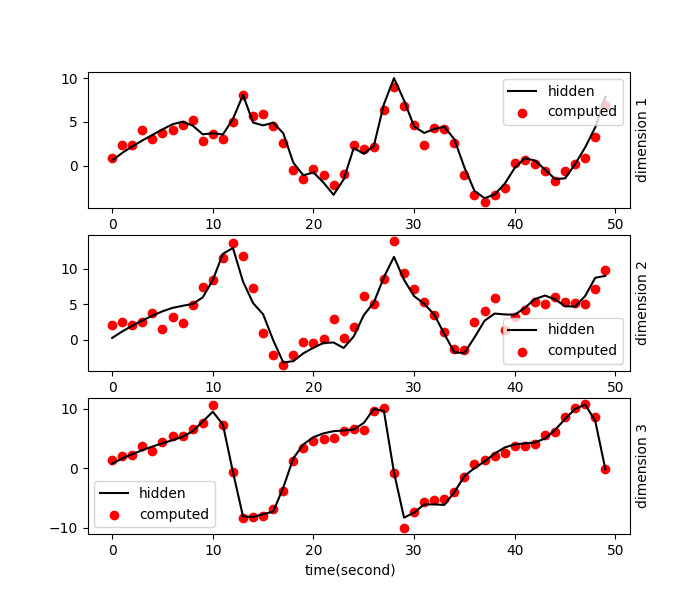 10
5
0
hidden
computed
dimension 1
0 10 20 30 40 50
10
5
0
hidden
computed
dimension 2
0 10 20 30 40 50
10
0
−10
hidden
computed
dimension 3
0 10 20 30 40 50
time(second)